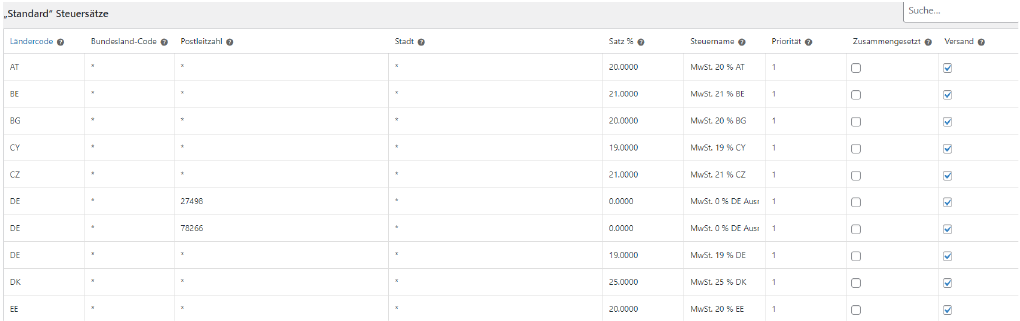 „Standard“ Steuersätze
Suche...
Ländercode Bundesland-Code Postleitzahl Stadt Satz % Steuername Priorität Zusammengesetzt Versand
AT * * * 20.0000 MwSt. 20 % AT 1
BE * * * 21.0000 MwSt. 21 % BE 1
BG * * * 20.0000 MwSt. 20 % BG 1
CY * * * 19.0000 MwSt. 19 % CY 1
CZ * * * 21.0000 MwSt. 21 % CZ 1
DE * 27498 * 0.0000 MwSt. 0 % DE Ausr 1
DE * 78266 * 0.0000 MwSt. 0 % DE Ausr 1
DE * * * 19.0000 MwSt. 19 % DE 1
DK * * * 25.0000 MwSt. 25 % DK 1
EE * * * 20.0000 MwSt. 20 % EE 1